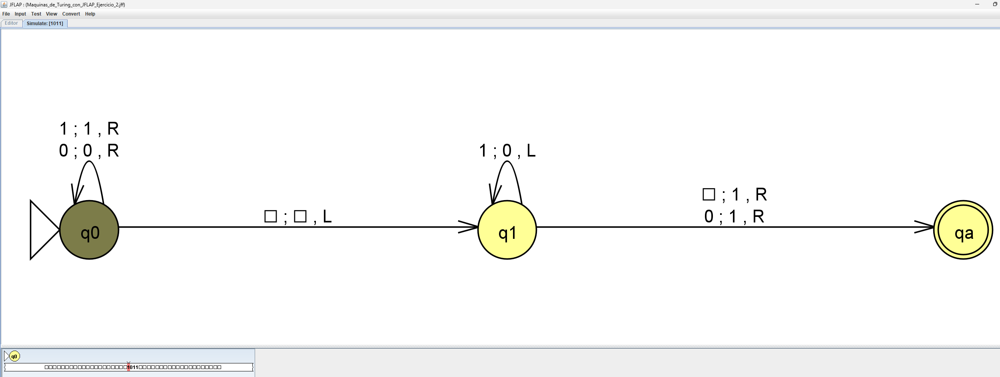 JFLAP : (Maquinas_de_Turing_con_JFLAP_Ejercicio_2.jff)
File Input Test View Convert Help
Editor Simulate: [1011]
1 ; 1 , R
0 ; 0 , R
1 ; 0 , L
□ ; 1 , R
□ ; □ , L
0 ; 1 , R
q0
q1
qa
q0
□□□□□□□□□□□□□□□□□□□□1011□□□□□□□□□□□□□□□□□□□□